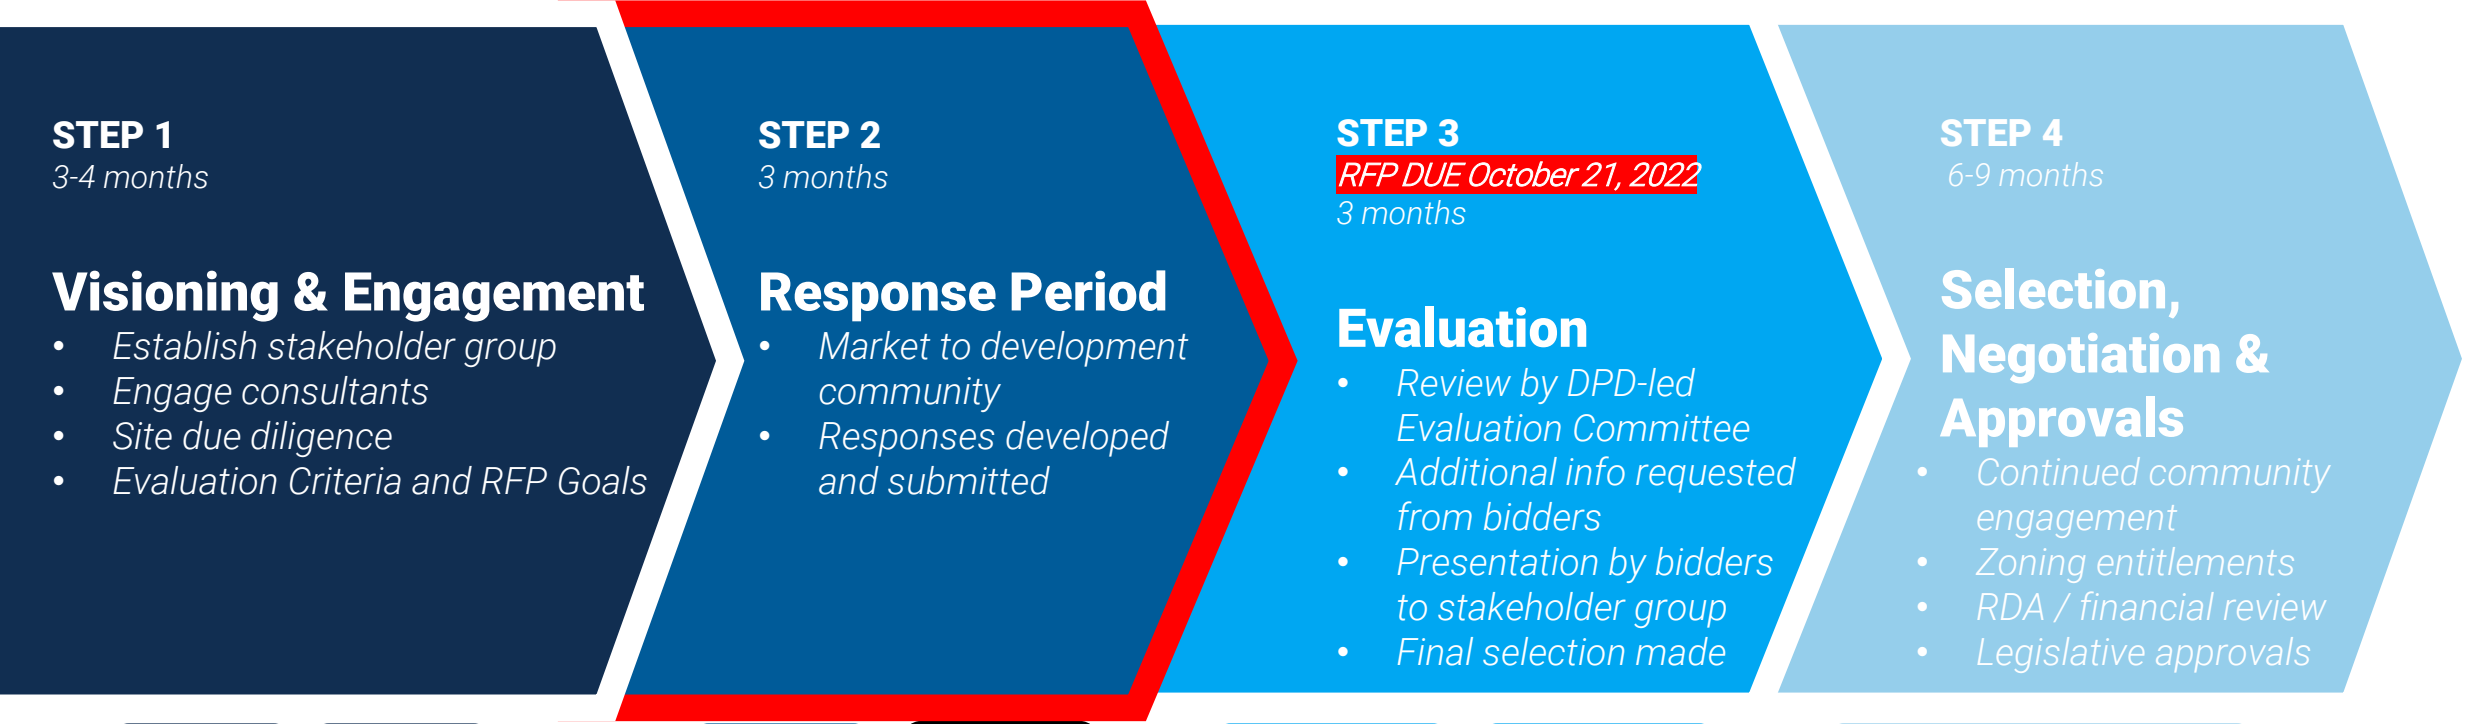 STEP 1
3-4 months
Visioning & Engagement
• Establish stakeholder group
• Engage consultants
• Site due diligence
• Evaluation Criteria and RFP Goals
STEP 2
3 months
Response Period
• Market to development
community
• Responses developed
and submitted
STEP 3
RFP DUE October 21, 2022
3 months
Evaluation
• Review by DPD-led
Evaluation Committee
• Additional info requested
from bidders
• Presentation by bidders
to stakeholder group
• Final selection made
STEP 4
6-9 months
Selection,
Negotiation &
Approvals
• Continued community
engagement
• Zoning entitlements
• RDA / financial review
• Legislative approvals